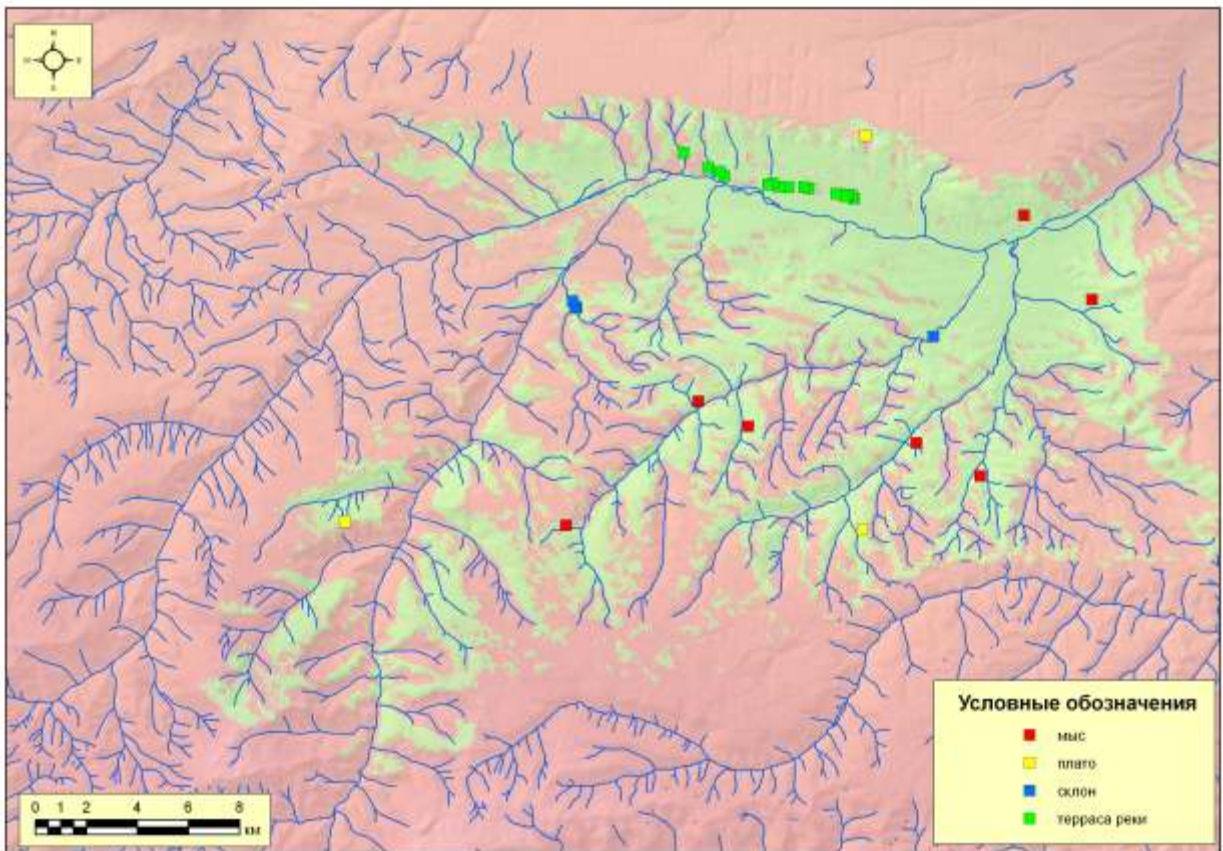 N
W E
S
Условные обозначения
мыс
плато
склон
терраса реки
0 1 2 4 6 8
км